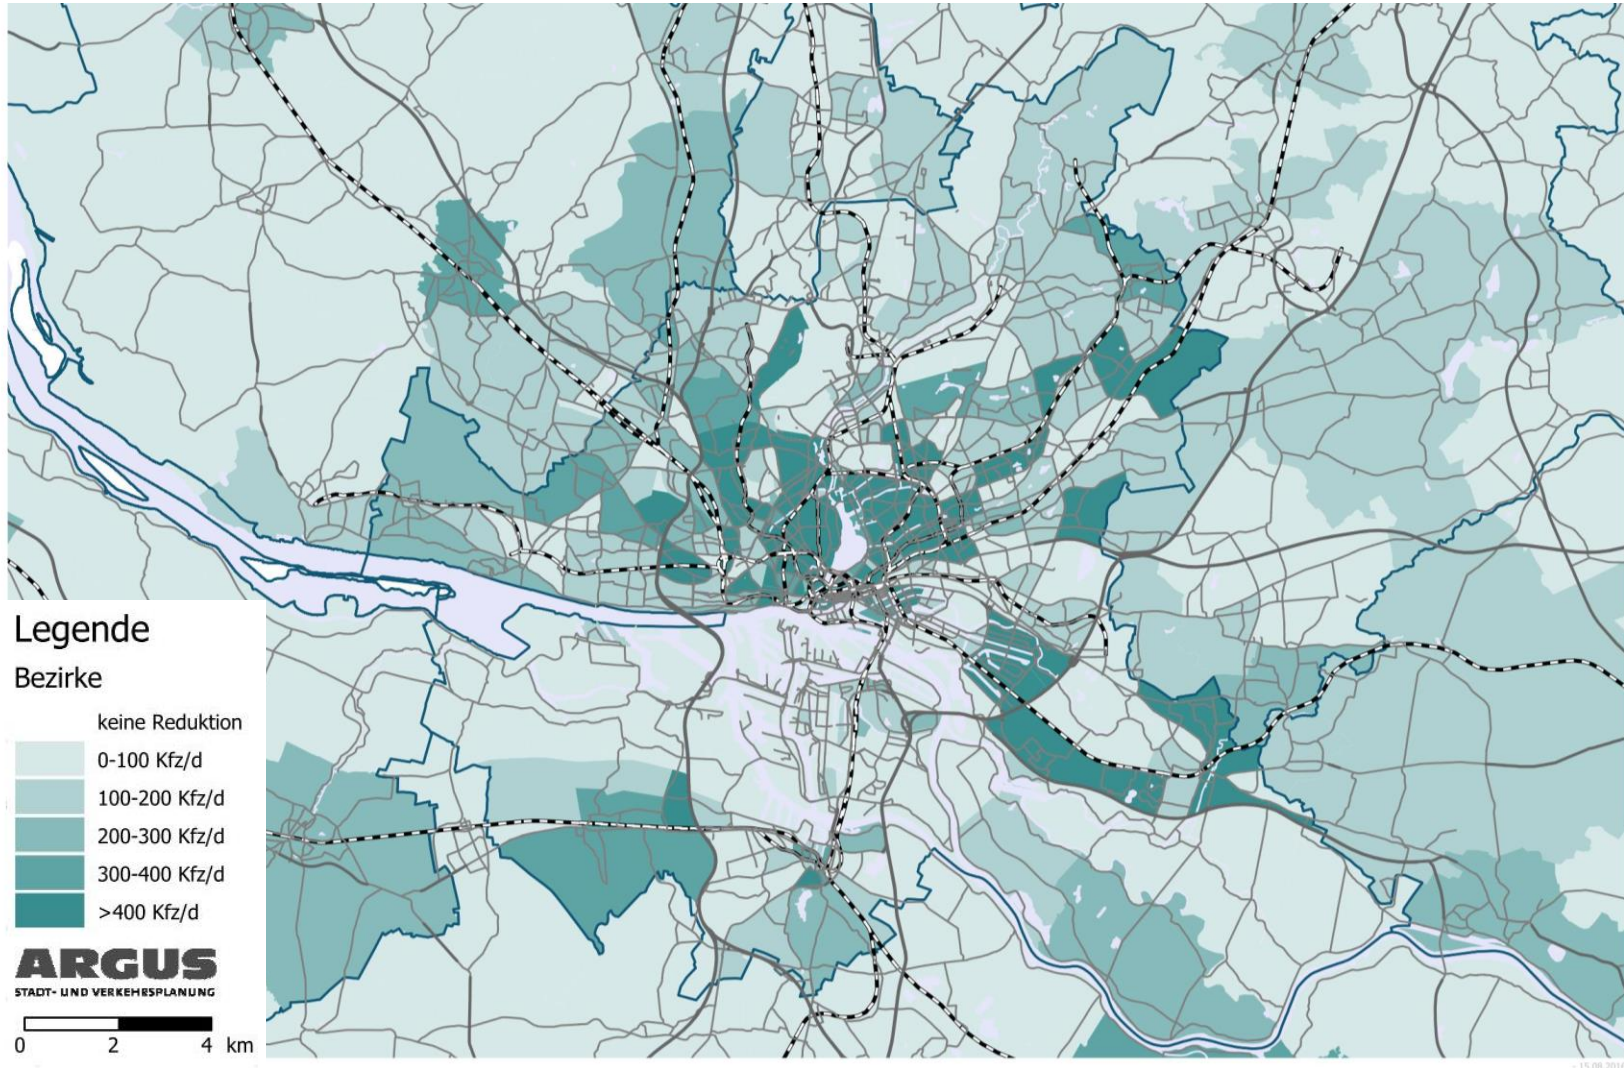 Legende
Bezirke
keine Reduktion
0-100 Kfz/d
100-200 Kfz/d
200-300 Kfz/d
300-400 Kfz/d
>400 Kfz/d
ARGUS
STADT- UND VERKEHRSPLANUNG
0 2 4 km